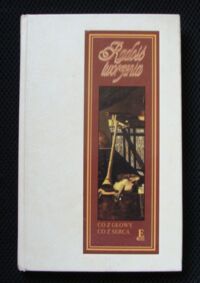 Radość
tworzenia
CO Z GŁOWY
CO Z SERCA